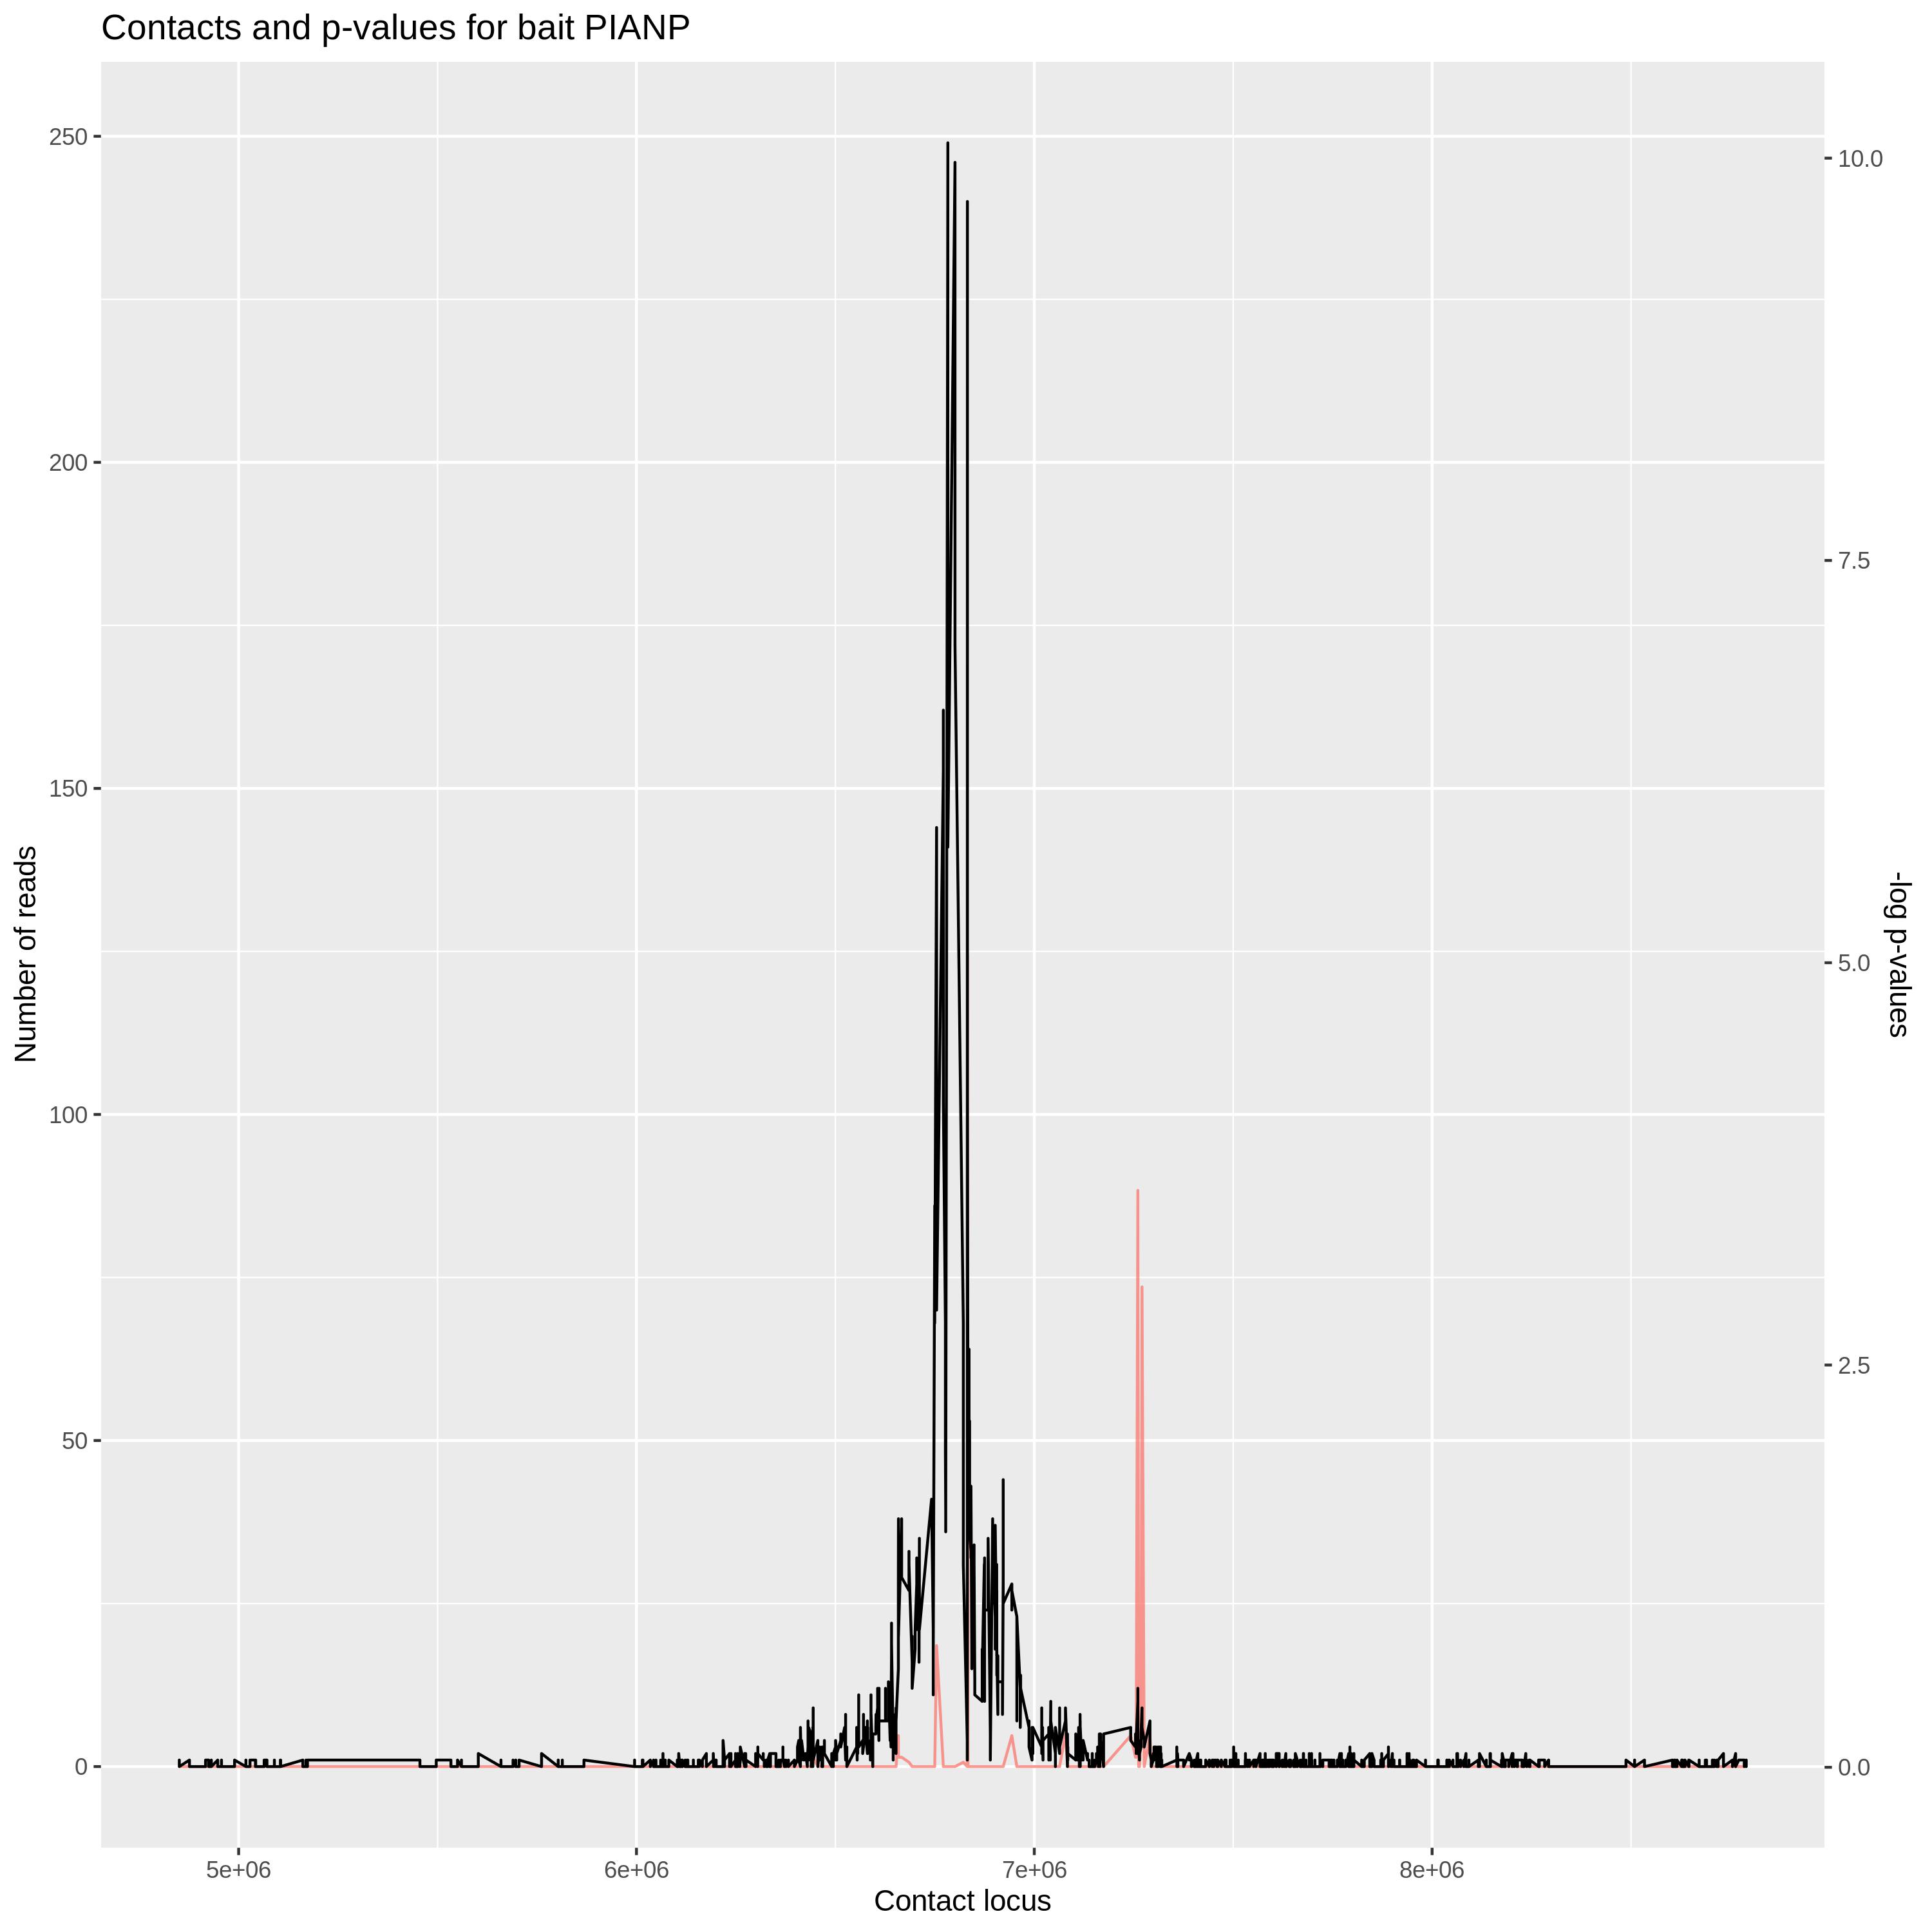 Contacts and p-values for bait PIANP
250
200
150
100
50
0
Number of reads
10.0
7.5
5.0
2.5
0.0
-log p-values
5e+06
6e+06
7e+06
8e+06
Contact locus